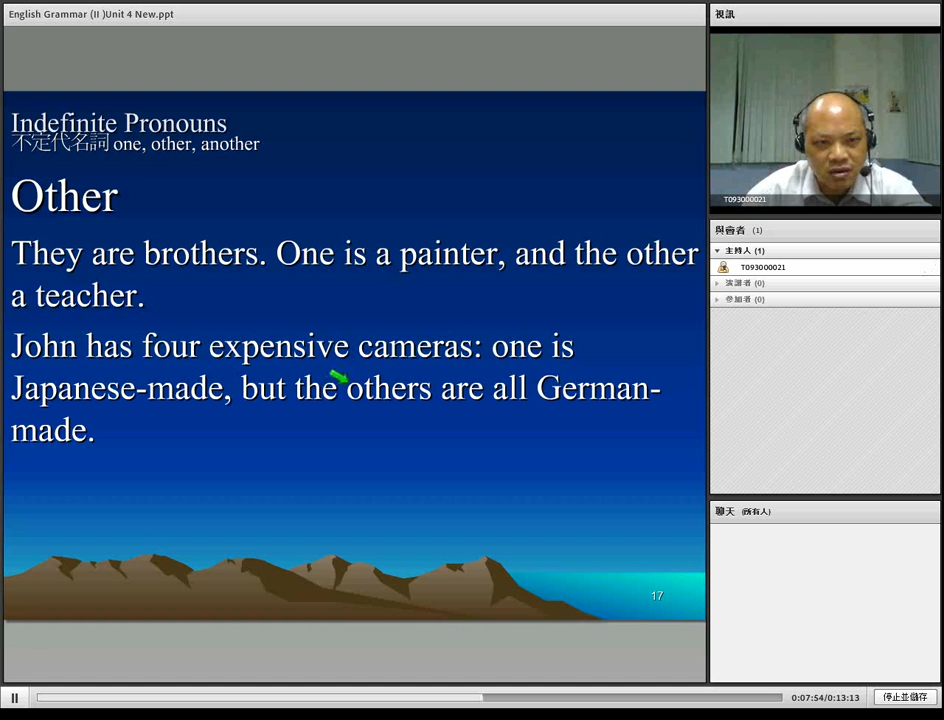 English Grammar (II )Unit 4 New.ppt
Indefinite Pronouns
不定代名詞 one, other, another
Other
They are brothers. One is a painter, and the other
a teacher.
John has four expensive cameras: one is
Japanese-made, but the others are all German-
made.
17
視訊
T093000021
與會者 (1)
主持人 (1)
T093000021
演講者 (0)
參加者 (0)
聊天 (所有人)
0:07:54/0:13:13
停止並儲存